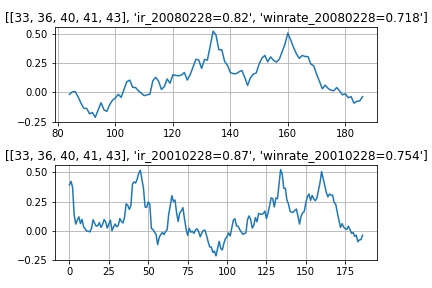 [[33, 36, 40, 41, 43], 'ir_20080228=0.82', 'winrate_20080228=0.718']
0.50
0.25
0.00
−0.25
80 100 120 140 160 180
[[33, 36, 40, 41, 43], 'ir_20010228=0.87', 'winrate_20010228=0.754']
0.50
0.25
0.00
−0.25
0 25 50 75 100 125 150 175